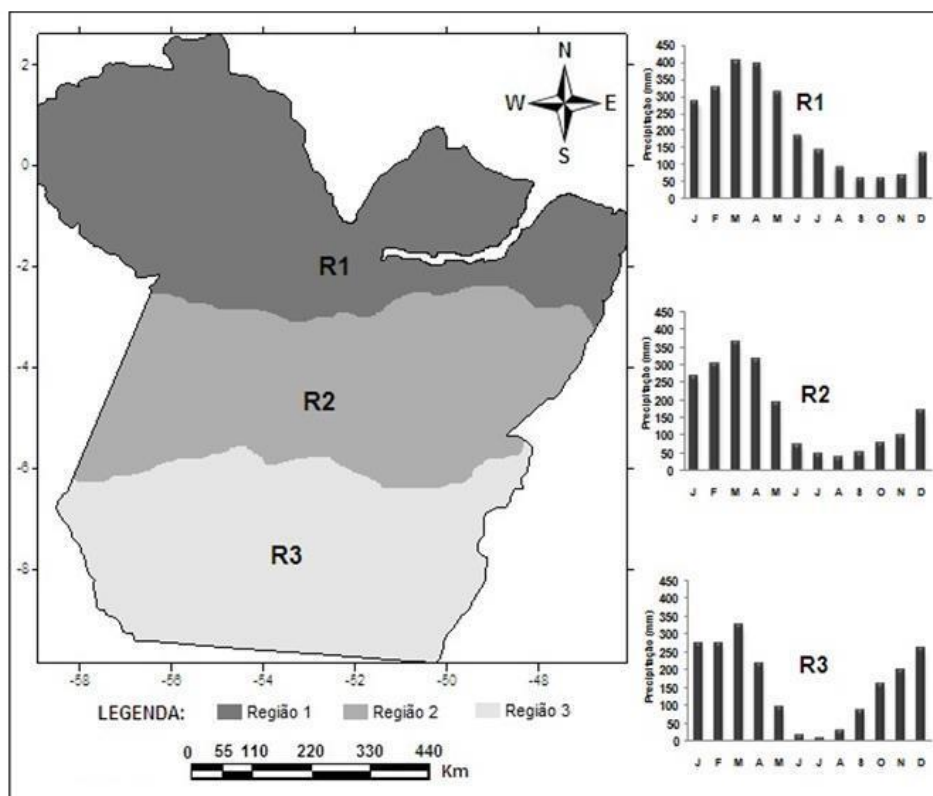 N
W E
S
2
0
-2
-4
-6
-8
-58 -56 -54 -52 -50 -48
R1
R2
R3
LEGENDA: Região 1 Região 2 Região 3
0 55 110 220 330 440
Km
Precipitação (mm)
450
400
350
300
250
200
150
100
50
0
R1
J F M A M J J A S O N D
Precipitação (mm)
450
400
350
300
250
200
150
100
50
0
R2
J F M A M J J A S O N D
Precipitação (mm)
450
400
350
300
250
200
150
100
50
0
R3
J F M A M J J A S O N D